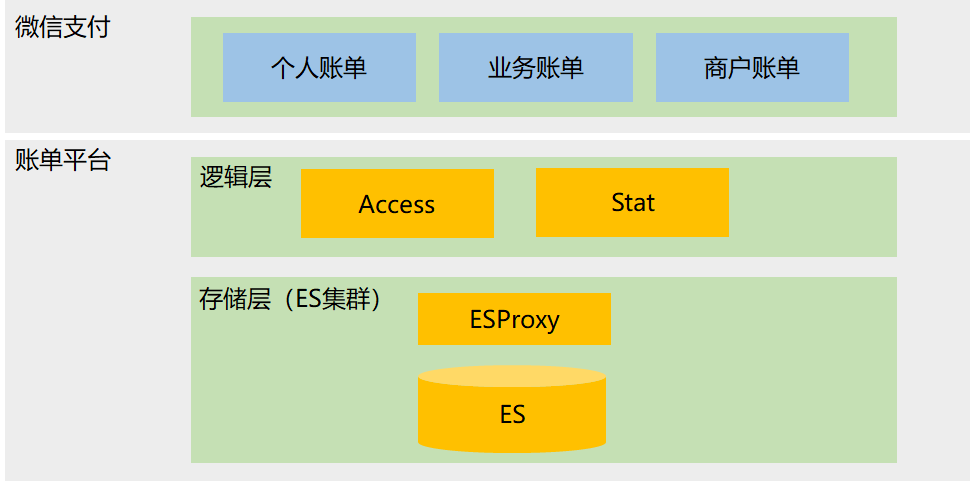 微信支付
个人账单
业务账单
商户账单
账单平台
逻辑层
Access
Stat
存储层（ES集群）
ESProxy
ES